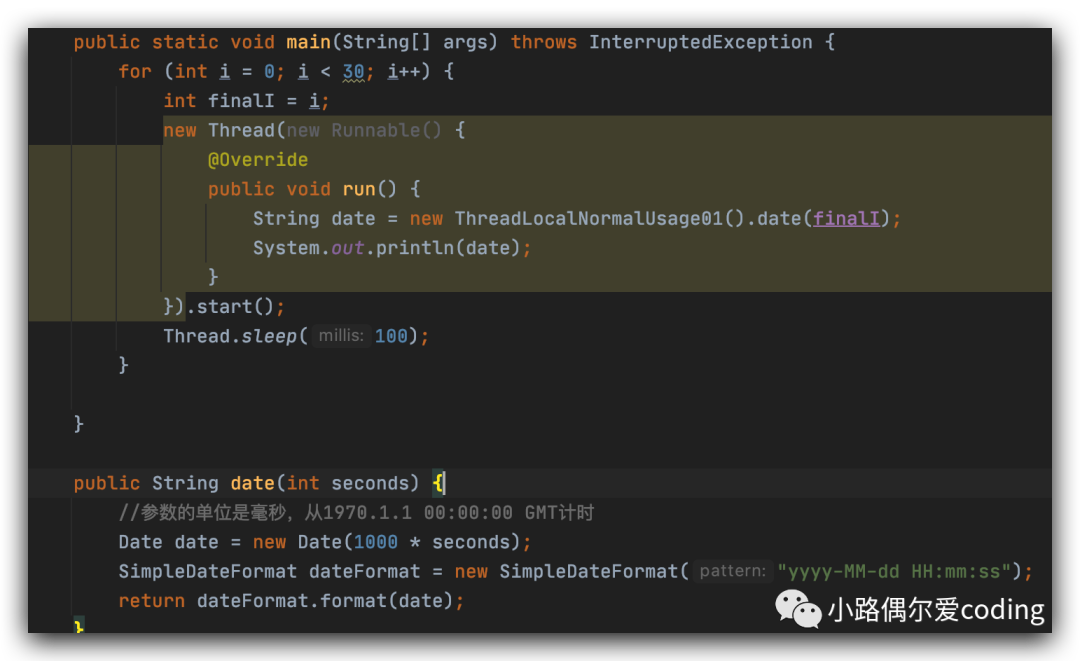 public static void main(String[] args) throws InterruptedException {
for (int i = 0; i < 30; i++) {
int finalI = i;
new Thread(new Runnable() {
@Override
public void run() {
String date = new ThreadLocalNormalUsage01().date(finalI);
System.out.println(date);
}
}).start();
Thread.sleep( millis: 100);
}
}
public String date(int seconds) {
//参数的单位是毫秒，从1970.1.1 00:00:00 GMT计时
Date date = new Date(1000 * seconds);
SimpleDateFormat dateFormat = new SimpleDateFormat( pattern: "yyyy-MM-dd HH:mm:ss");
return dateFormat.format(date);
}
小路偶尔爱coding